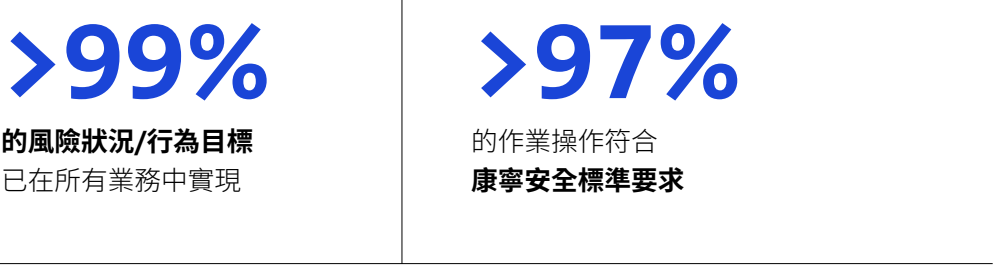 >99%
的風險狀況/行為目標
已在所有業務中實現
>97%
的作業操作符合
康寧安全標準要求